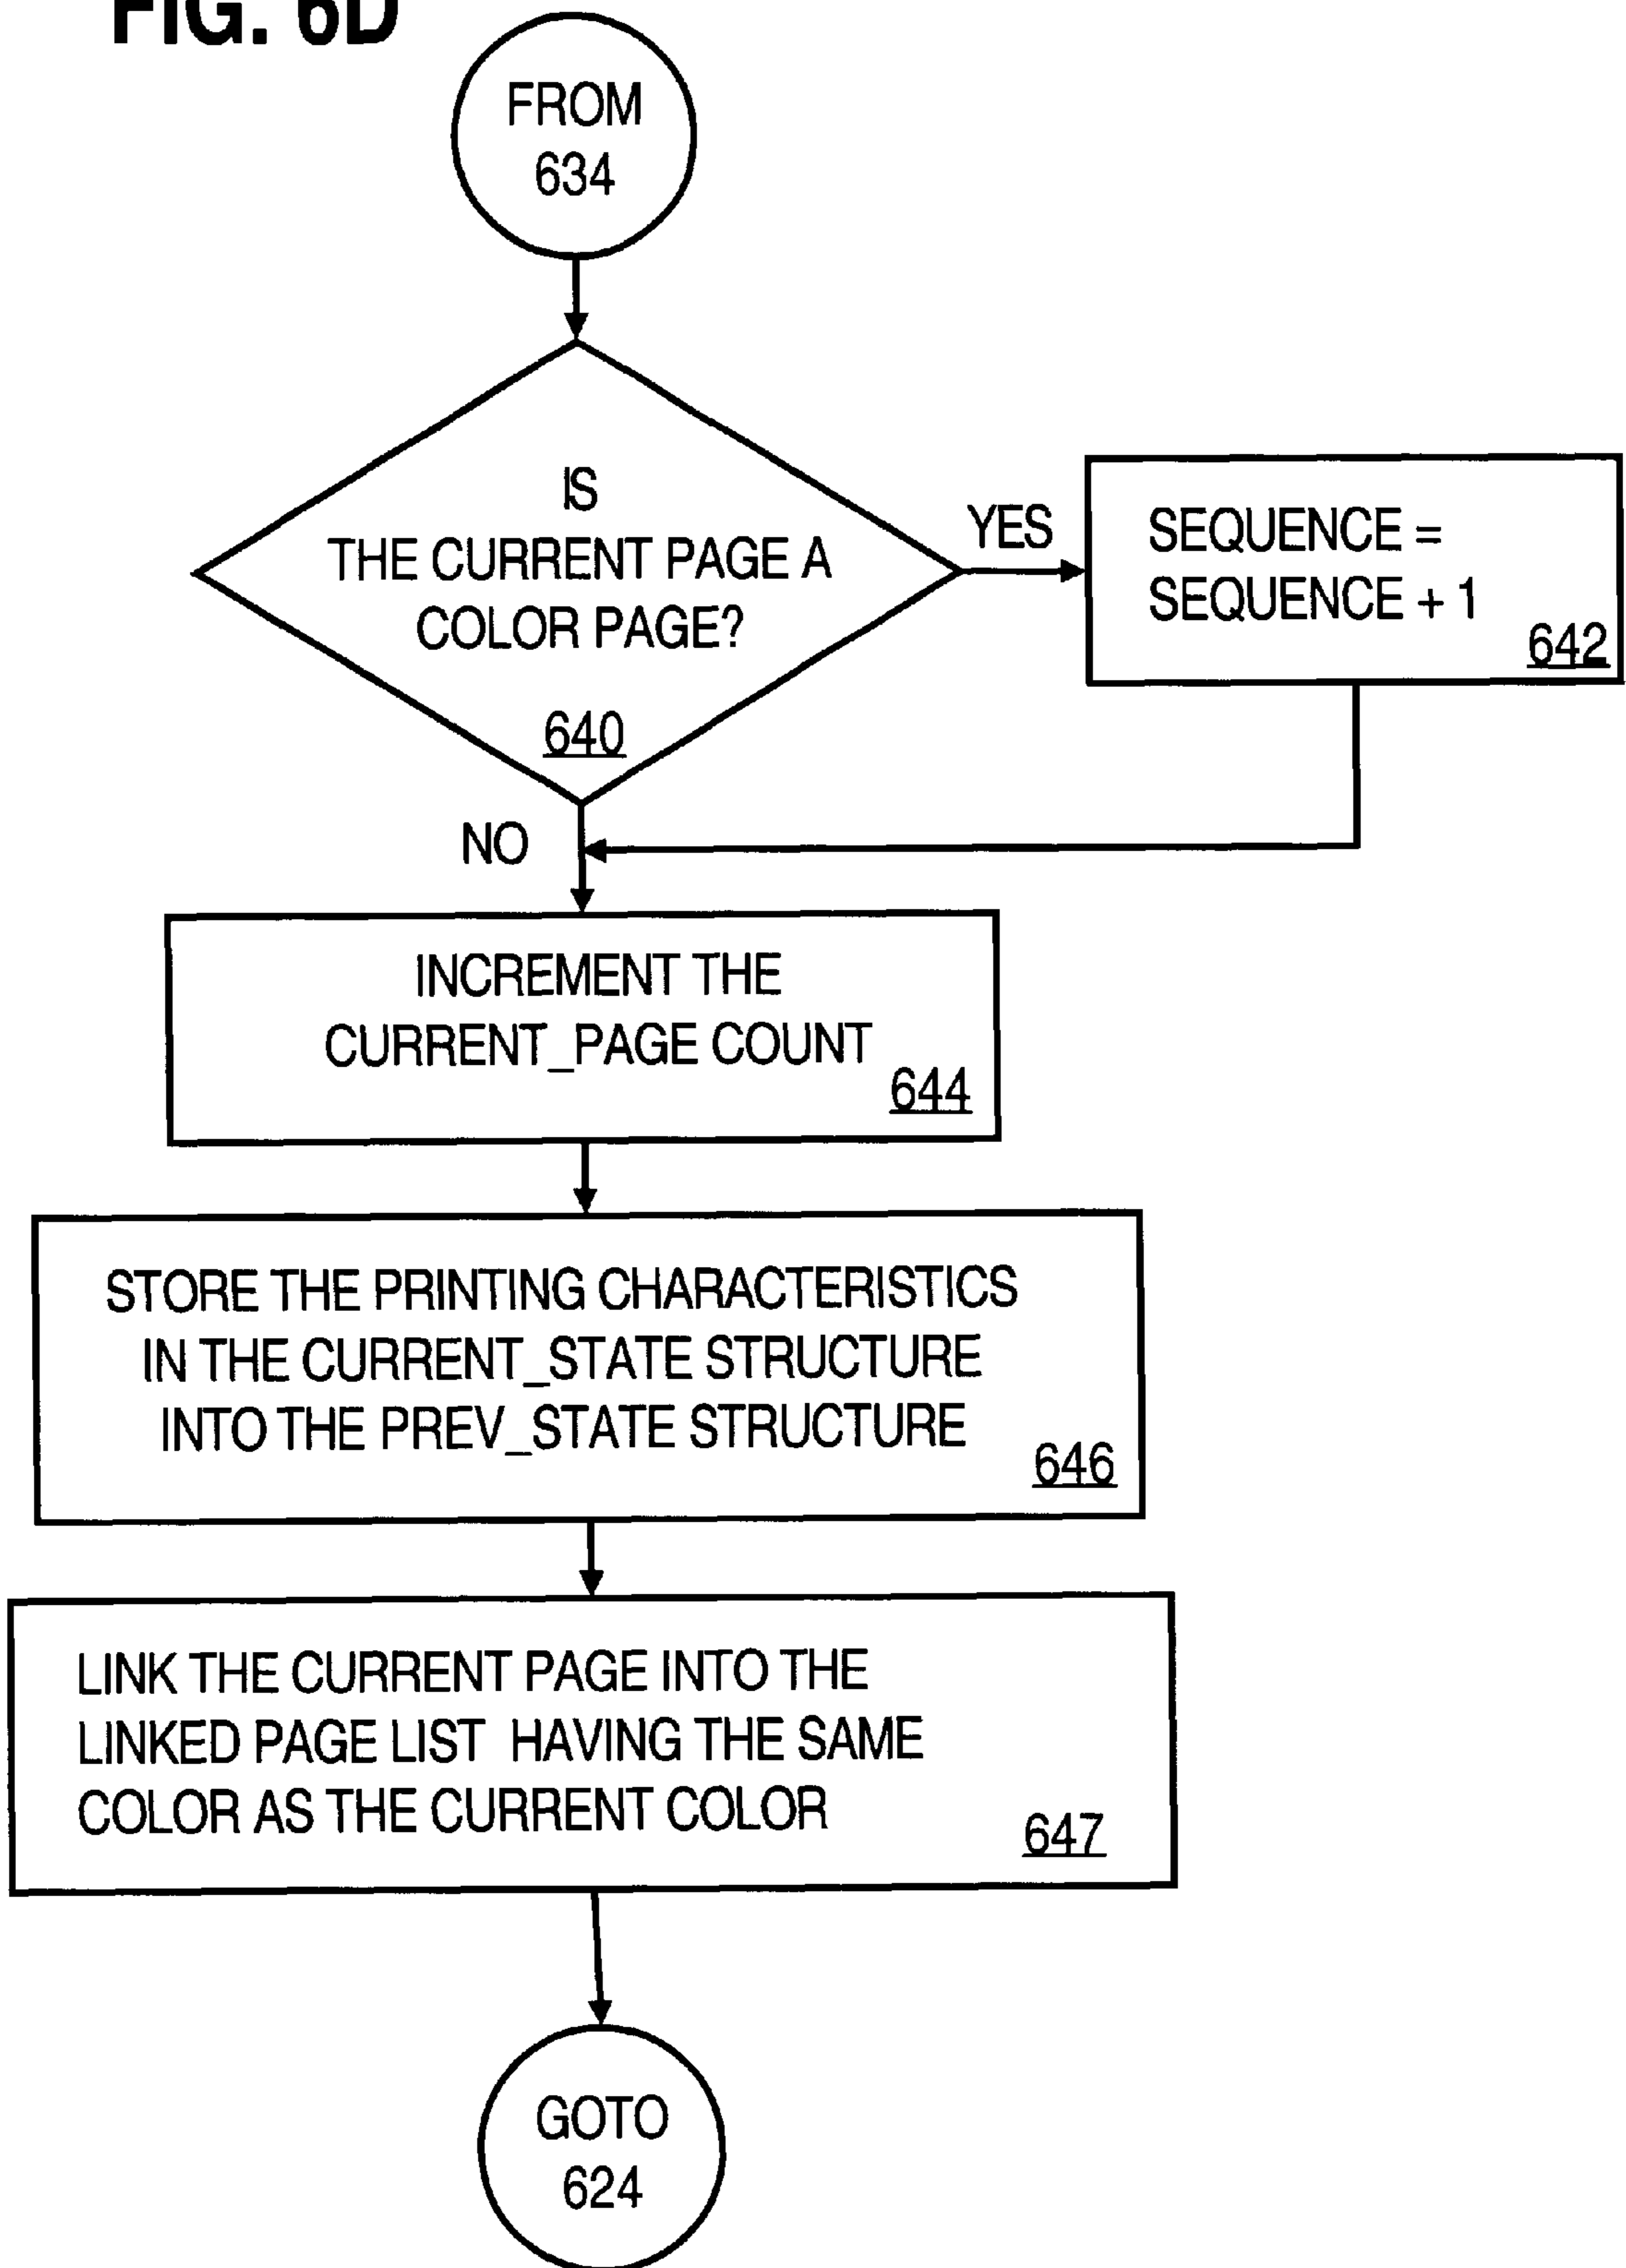 FIG. 6D
FROM
634
IS
THE CURRENT PAGE A
COLOR PAGE?
640
YES
SEQUENCE =
SEQUENCE + 1
642
NO
INCREMENT THE
CURRENT_PAGE COUNT
644
STORE THE PRINTING CHARACTERISTICS
IN THE CURRENT_STATE STRUCTURE
INTO THE PREV_STATE STRUCTURE
646
LINK THE CURRENT PAGE INTO THE
LINKED PAGE LIST HAVING THE SAME
COLOR AS THE CURRENT COLOR
647
GOTO
624